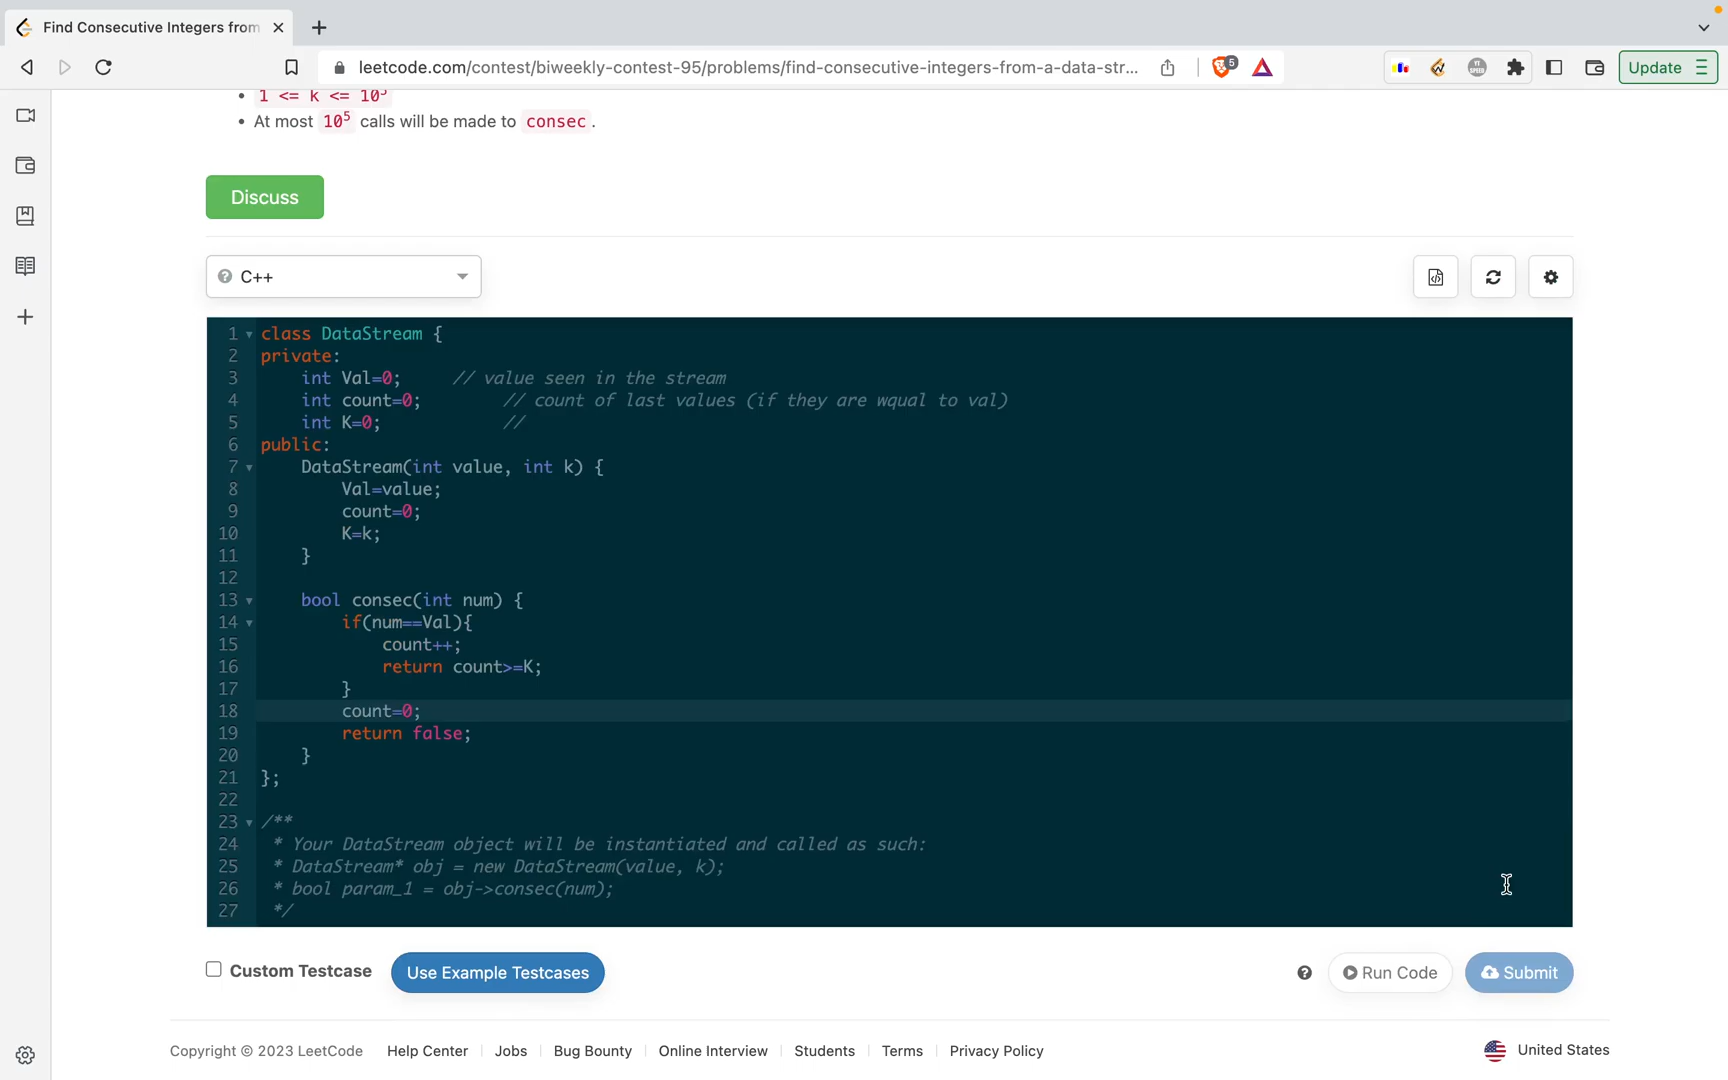 Find Consecutive Integers from
leetcode.com/contest/biweekly-contest-95/problems/find-consecutive-integers-from-a-data-str...
5
Update
• 1 <= k <= 10⁵
• At most 10⁵ calls will be made to consec.
Discuss
C++
1 class DataStream {
2 private:
3 int Val=0; // value seen in the stream
4 int count=0; // count of last values (if they are wqual to val)
5 int K=0; //
6 public:
7 DataStream(int value, int k) {
8 Val=value;
9 count=0;
10 K=k;
11 }
12
13 bool consec(int num) {
14 if(num==Val){
15 count++;
16 return count>=K;
17 }
18 count=0;
19 return false;
20 }
21 };
22
23 /**
24 * Your DataStream object will be instantiated and called as such:
25 * DataStream* obj = new DataStream(value, k);
26 * bool param_1 = obj->consec(num);
27 */
Custom Testcase
Use Example Testcases
Run Code
Submit
Copyright © 2023 LeetCode
Help Center
Jobs
Bug Bounty
Online Interview
Students
Terms
Privacy Policy
United States